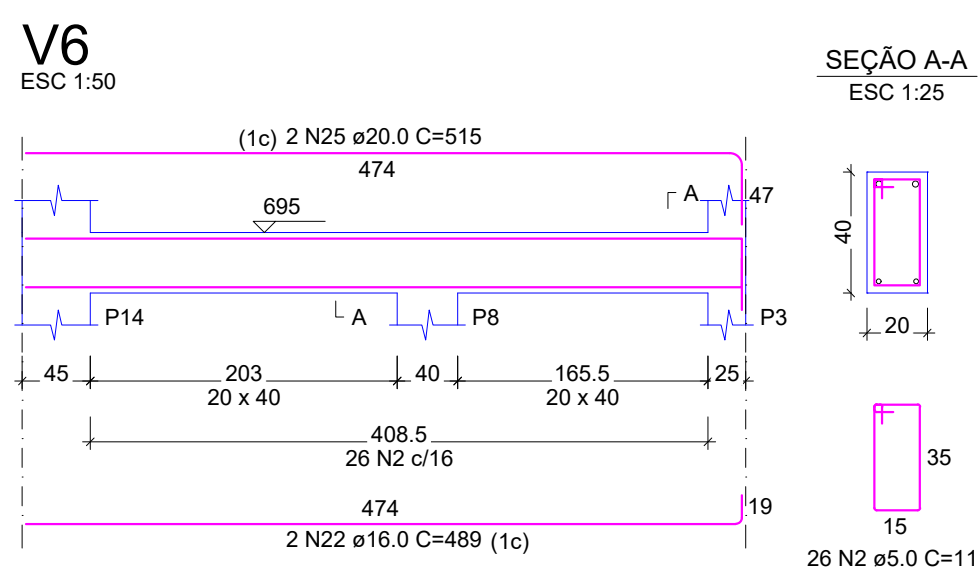 V6
ESC 1:50
SEÇÃO A-A
ESC 1:25
(1c) 2 N25 ø20.0 C=515
474
A
47
695
40
P14
A
P8
P3
20
45
203
40
165.5
25
20 x 40
20 x 40
408.5
26 N2 c/16
35
474
19
15
2 N22 ø16.0 C=489 (1c)
26 N2 ø5.0 C=11